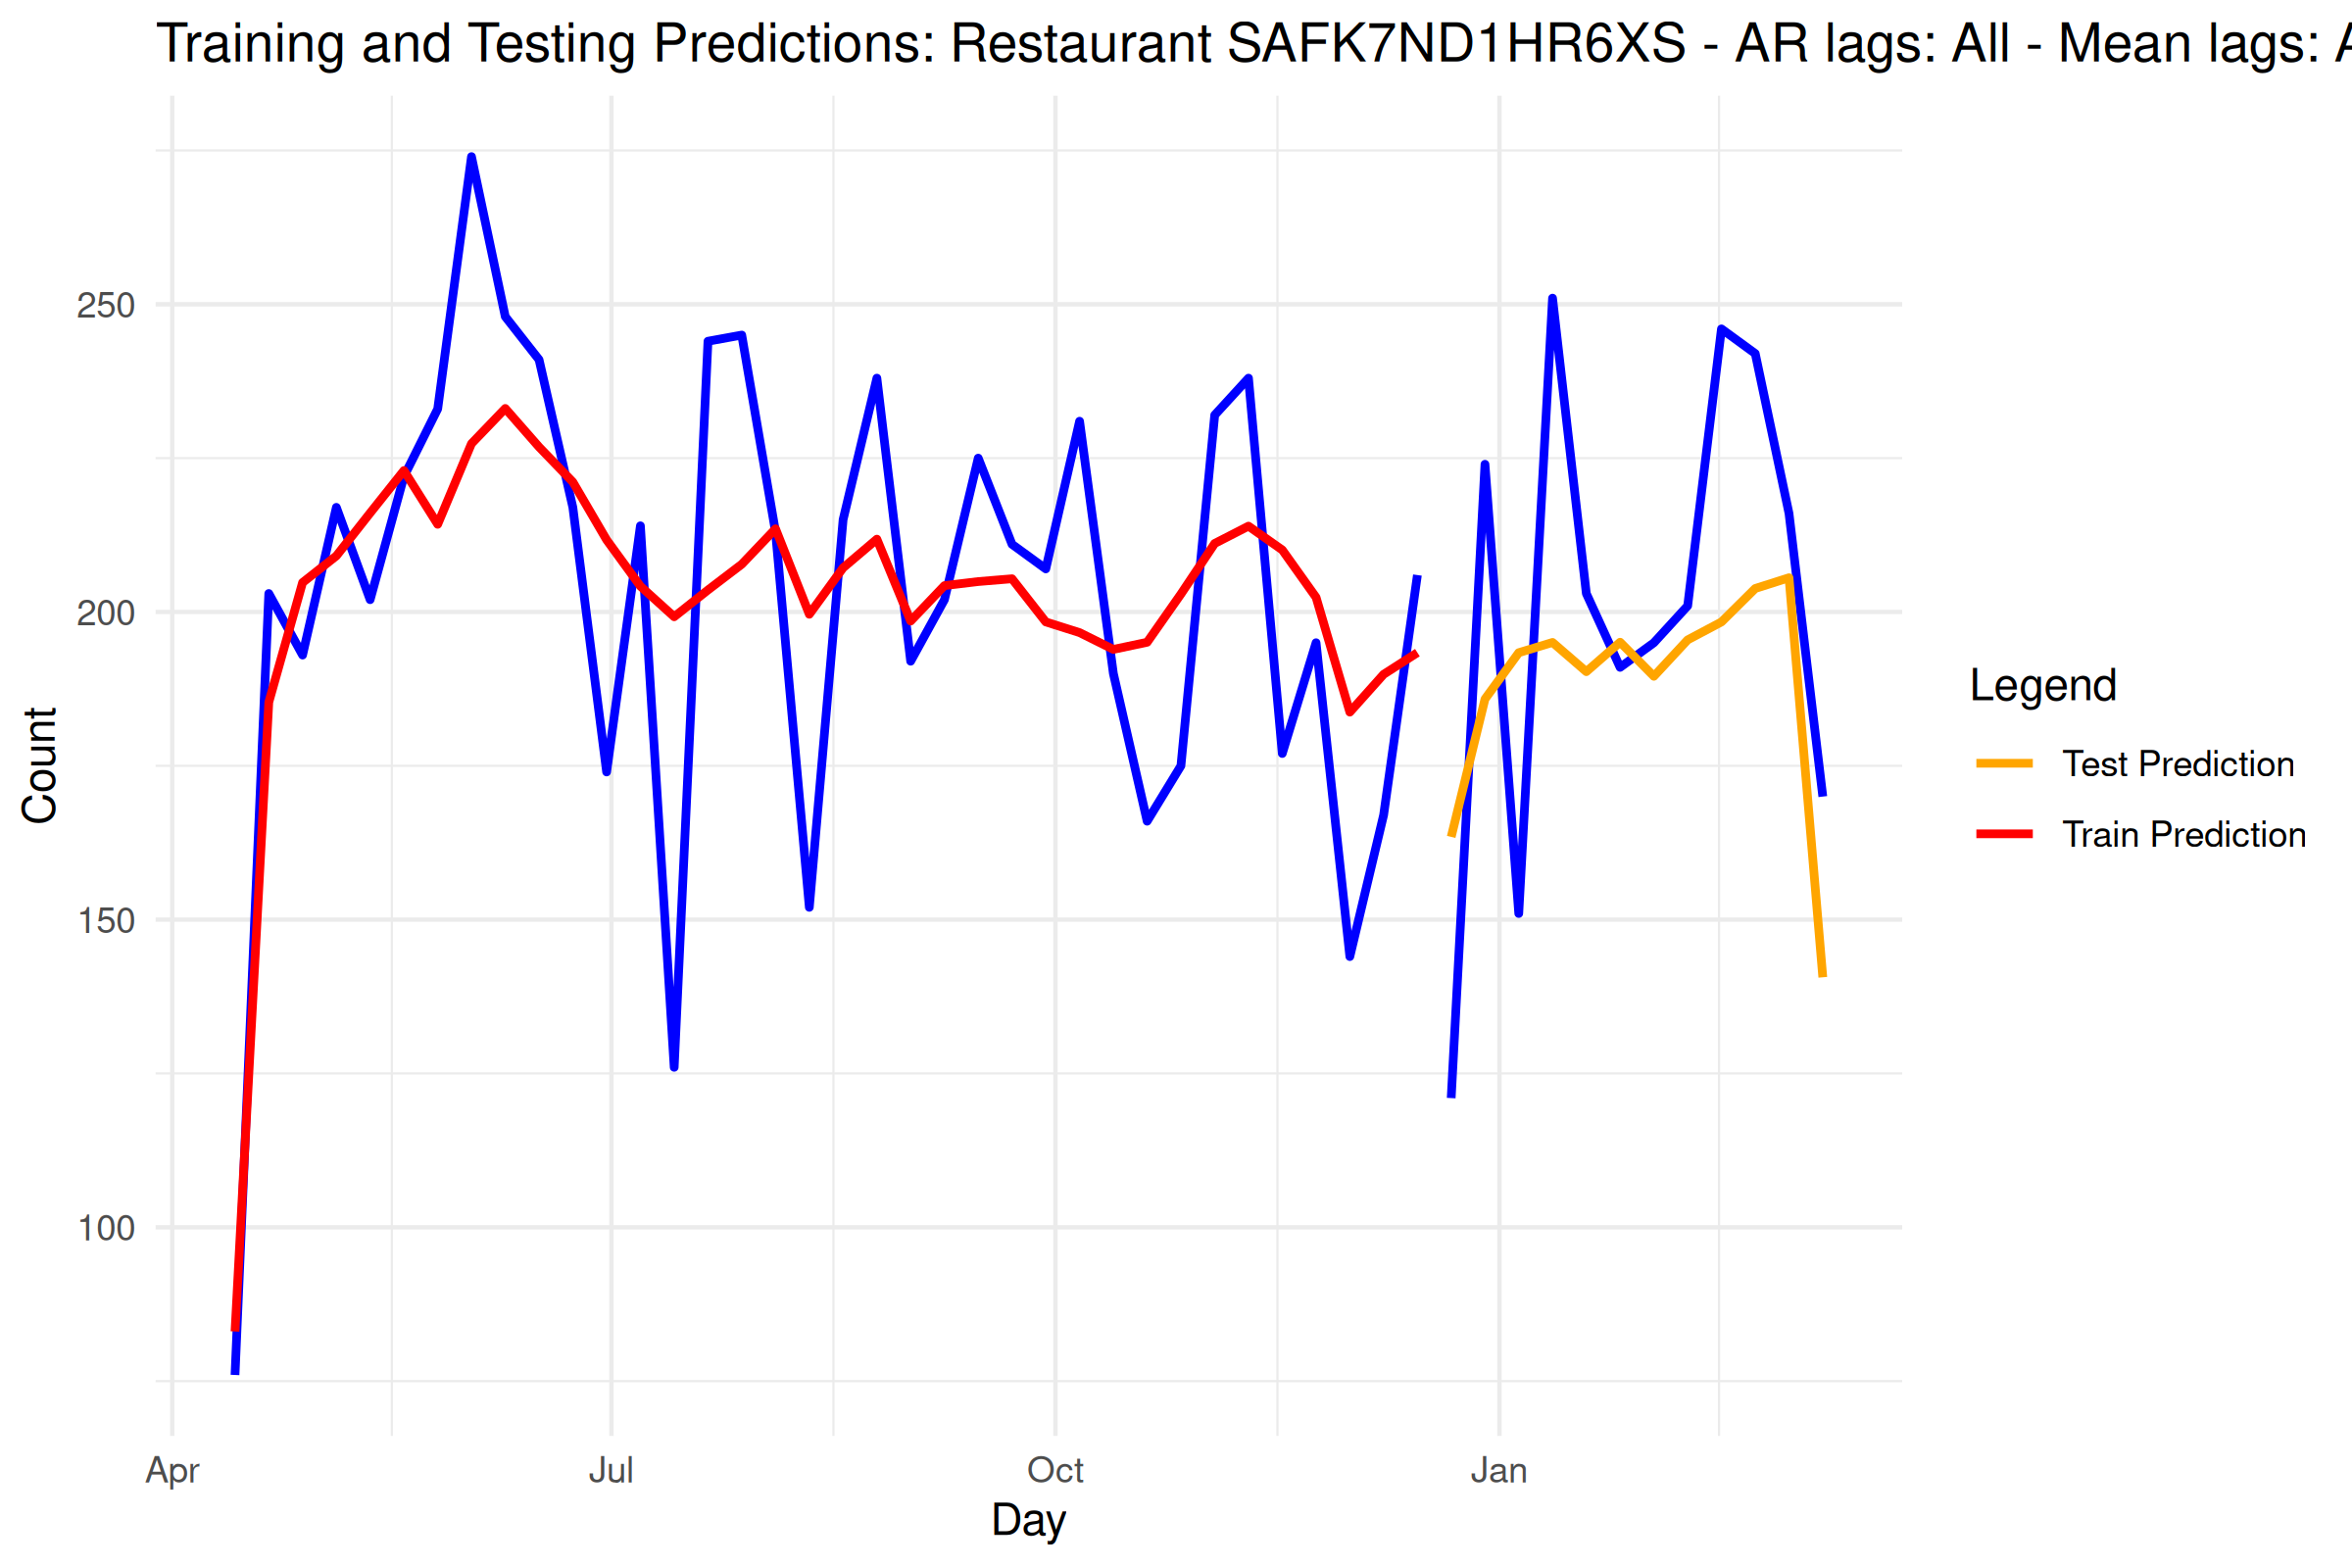 Training and Testing Predictions: Restaurant SAFK7ND1HR6XS - AR lags: All - Mean lags:
250
200
150
100
Count
Apr
Jul
Oct
Jan
Day
Legend
Test Prediction
Train Prediction